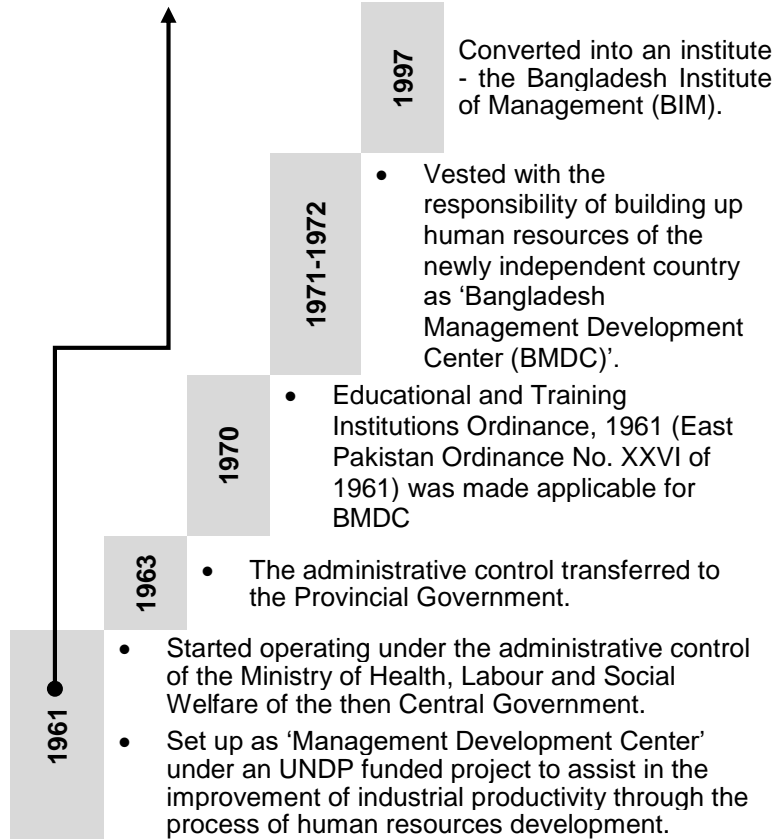 1997
Converted into an institute
- the Bangladesh Institute
of Management (BIM).
1971-1972
• Vested with the
responsibility of building up
human resources of the
newly independent country
as ‘Bangladesh
Management Development
Center (BMDC)’.
1970
• Educational and Training
Institutions Ordinance, 1961 (East
Pakistan Ordinance No. XXVI of
1961) was made applicable for
BMDC
1963
• The administrative control transferred to
the Provincial Government.
1961
• Started operating under the administrative control
of the Ministry of Health, Labour and Social
Welfare of the then Central Government.
• Set up as ‘Management Development Center’
under an UNDP funded project to assist in the
improvement of industrial productivity through the
process of human resources development.